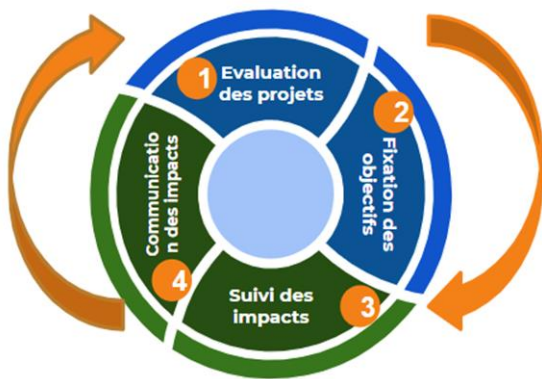 1
Evaluation
des projets
2
Fixation des
objectifs
3
Suivi des
impacts
4
Communicatio
n des impacts